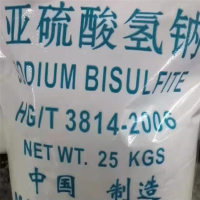 亚硫酸氢钠
SODIUM BISULFITE
HG/T 3814-2006
NET WT. 25 KGS
中国 制造